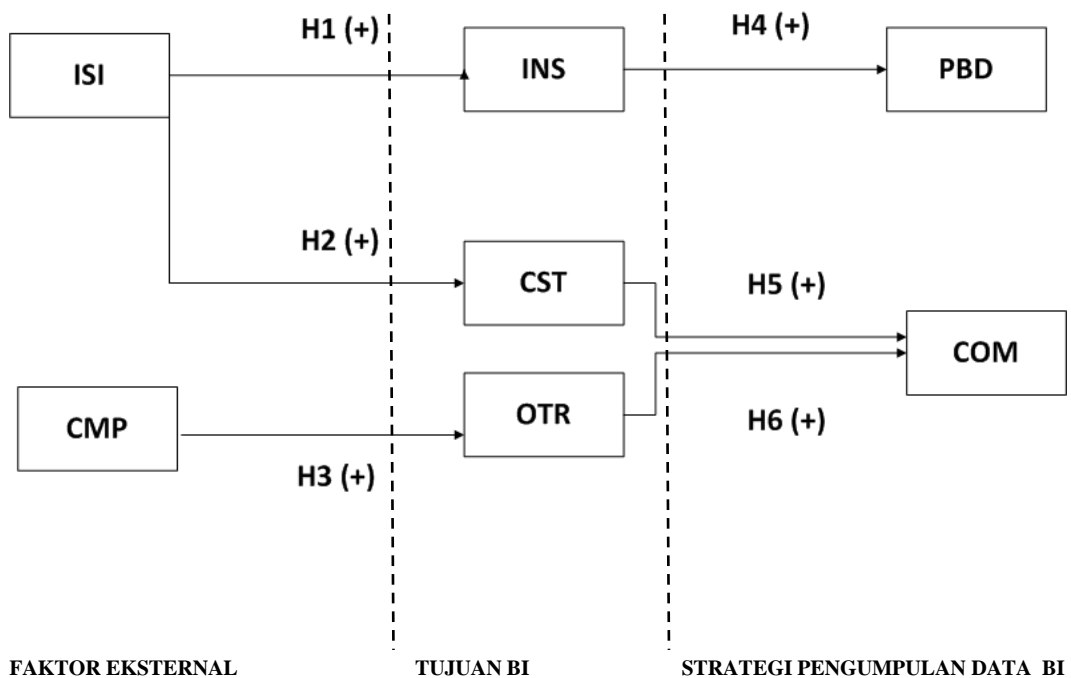 H1 (+)
H4 (+)
ISI
INS
PBD
H2 (+)
CST
H5 (+)
COM
CMP
OTR
H6 (+)
H3 (+)
FAKTOR EKSTERNAL
TUJUAN BI
STRATEGI PENGUMPULAN DATA BI